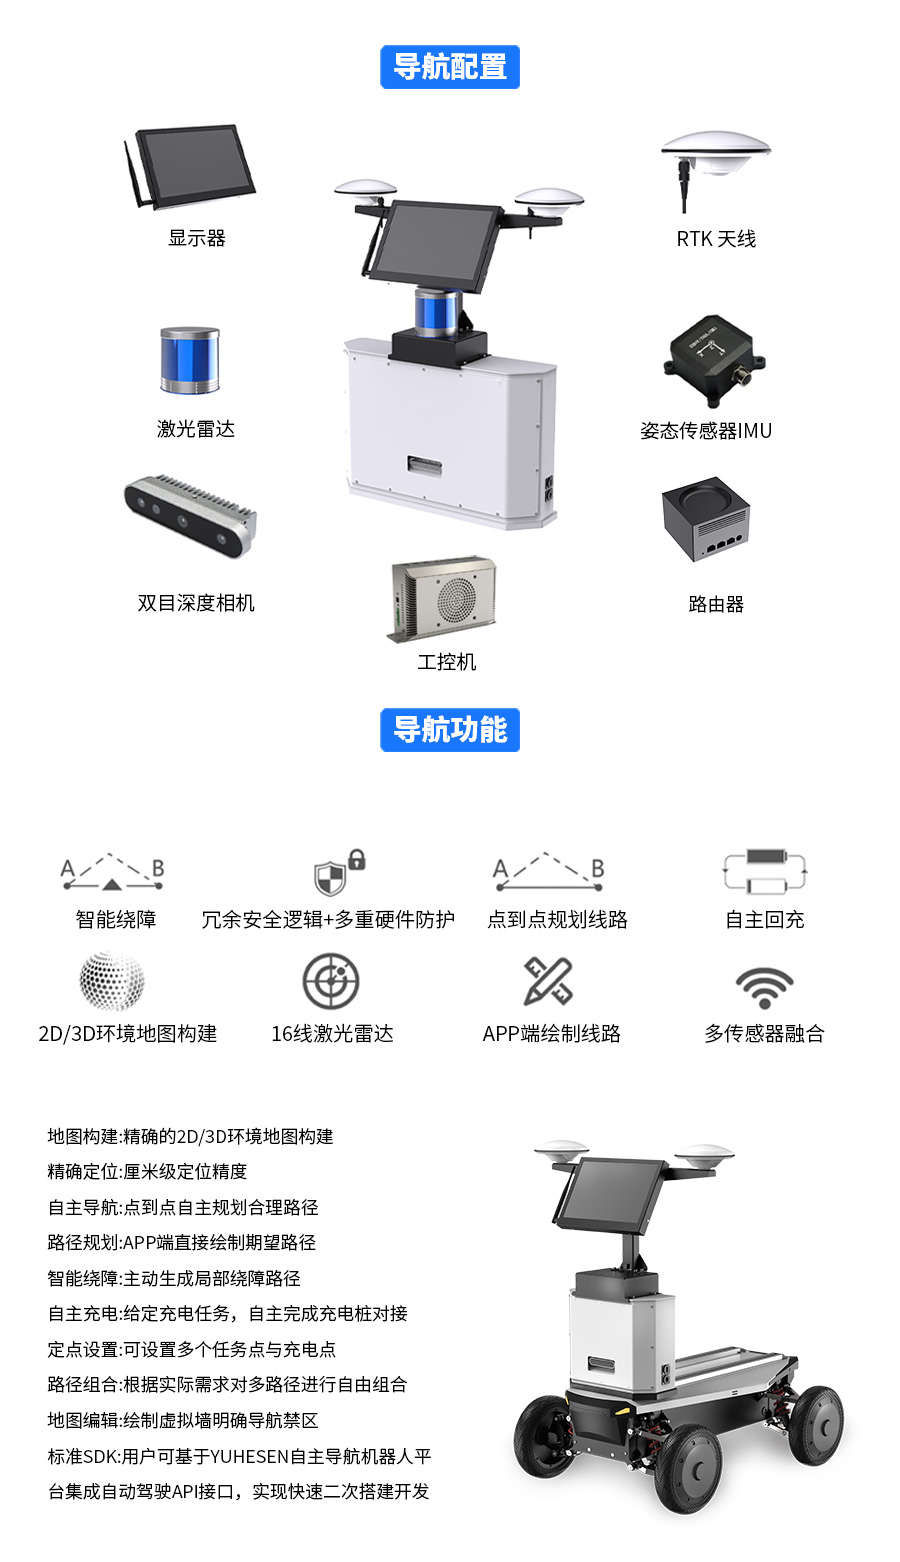 导航配置
显示器
RTK 天线
激光雷达
姿态传感器IMU
双目深度相机
路由器
工控机
导航功能
A B
A B
智能绕障
冗余安全逻辑+多重硬件防护
点到点规划线路
自主回充
2D/3D环境地图构建
16线激光雷达
APP端绘制线路
多传感器融合
地图构建:精确的2D/3D环境地图构建
精确定位:厘米级定位精度
自主导航:点到点自主规划合理路径
路径规划:APP端直接绘制期望路径
智能绕障:主动生成局部绕障路径
自主充电:给定充电任务，自主完成充电桩对接
定点设置:可设置多个任务点与充电点
路径组合:根据实际需求对多路径进行自由组合
地图编辑:绘制虚拟墙明确导航禁区
标准SDK:用户可基于YUHESEN自主导航机器人平
台集成自动驾驶API接口，实现快速二次搭建开发